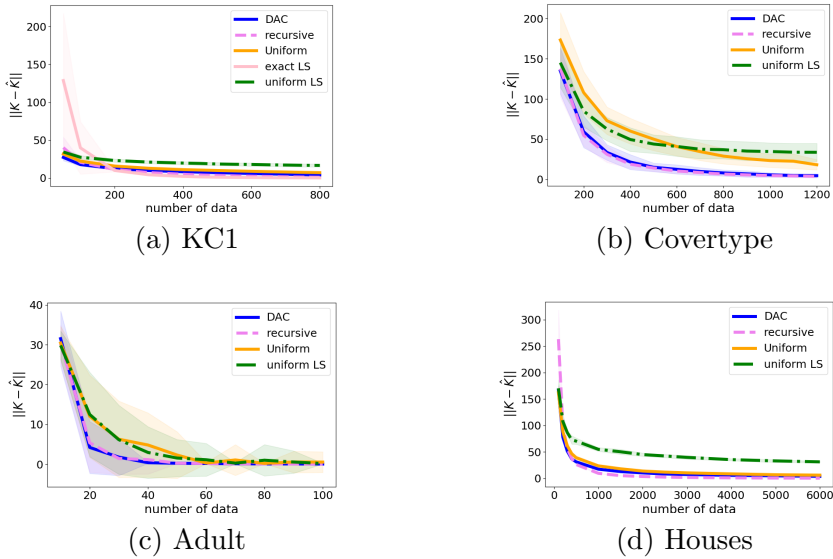 200
150
100
50
0
||K − K̂||
DAC
recursive
Uniform
exact LS
uniform LS
200 400 600 800
number of data
(a) KC1
200
150
100
50
0
||K − K̂||
DAC
recursive
Uniform
uniform LS
200 400 600 800 1000 1200
number of data
(b) Covertype
40
30
20
10
0
||K − K̂||
DAC
recursive
Uniform
uniform LS
20 40 60 80 100
number of data
(c) Adult
300
250
200
150
100
50
0
||K − K̂||
DAC
recursive
Uniform
uniform LS
0 1000 2000 3000 4000 5000 6000
number of data
(d) Houses